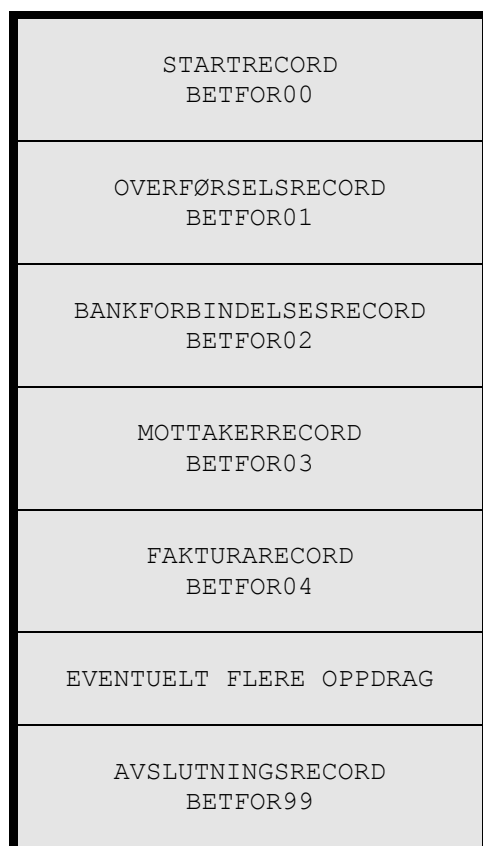 STARTRECORD
BETFOR00
OVERFØRSELSRECORD
BETFOR01
BANKFORBINDELSESRECORD
BETFOR02
MOTTAKERRECORD
BETFOR03
FAKTURARECORD
BETFOR04
EVENTUELT FLERE OPPDRAG
AVSLUTNINGSRECORD
BETFOR99